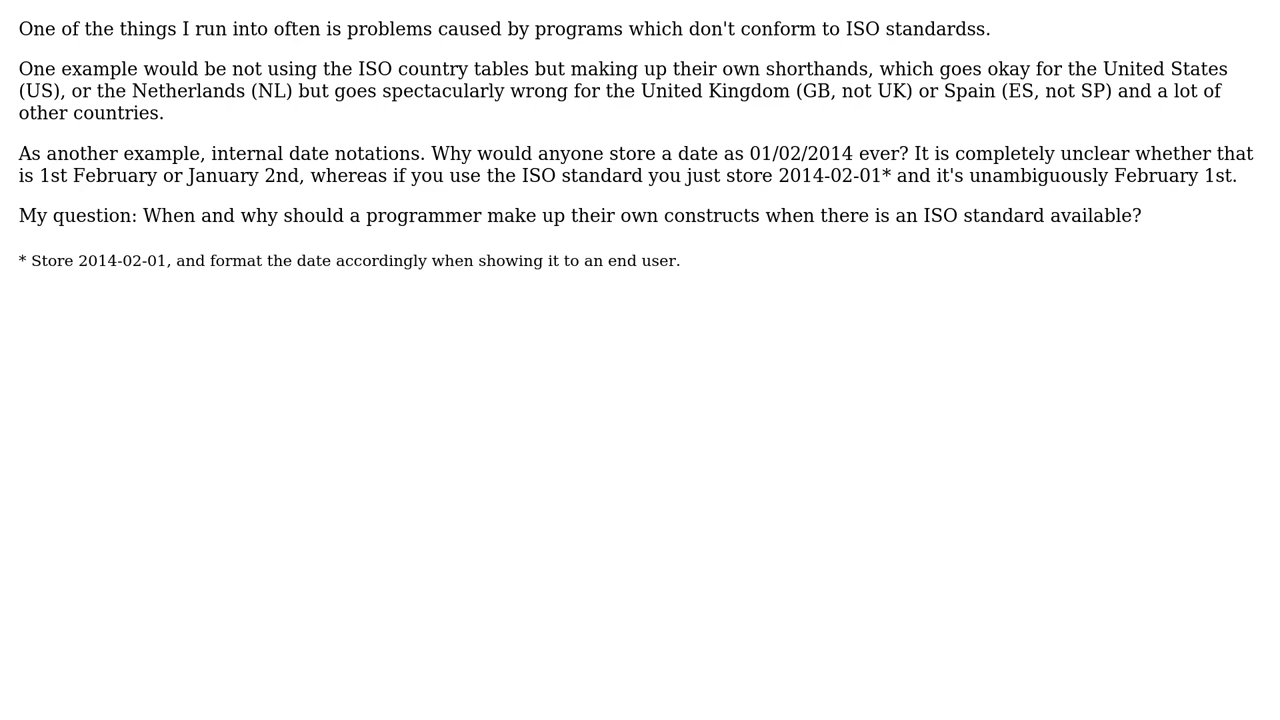 One of the things I run into often is problems caused by programs which don't conform to ISO standardss.
One example would be not using the ISO country tables but making up their own shorthands, which goes okay for the United States
(US), or the Netherlands (NL) but goes spectacularly wrong for the United Kingdom (GB, not UK) or Spain (ES, not SP) and a lot of
other countries.
As another example, internal date notations. Why would anyone store a date as 01/02/2014 ever? It is completely unclear whether that
is 1st February or January 2nd, whereas if you use the ISO standard you just store 2014-02-01* and it's unambiguously February 1st.
My question: When and why should a programmer make up their own constructs when there is an ISO standard available?
* Store 2014-02-01, and format the date accordingly when showing it to an end user.